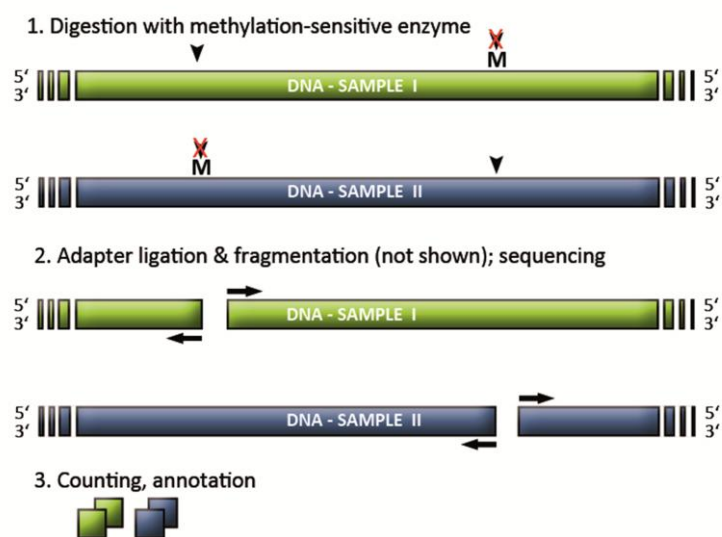 1. Digestion with methylation-sensitive enzyme
M
5‘ DNA - SAMPLE I 5‘
3‘ 3‘
M
5‘ DNA - SAMPLE II 5‘
3‘ 3‘
2. Adapter ligation & fragmentation (not shown); sequencing
5‘ DNA - SAMPLE I 5‘
3‘ 3‘
5‘ DNA - SAMPLE II 5‘
3‘ 3‘
3. Counting, annotation